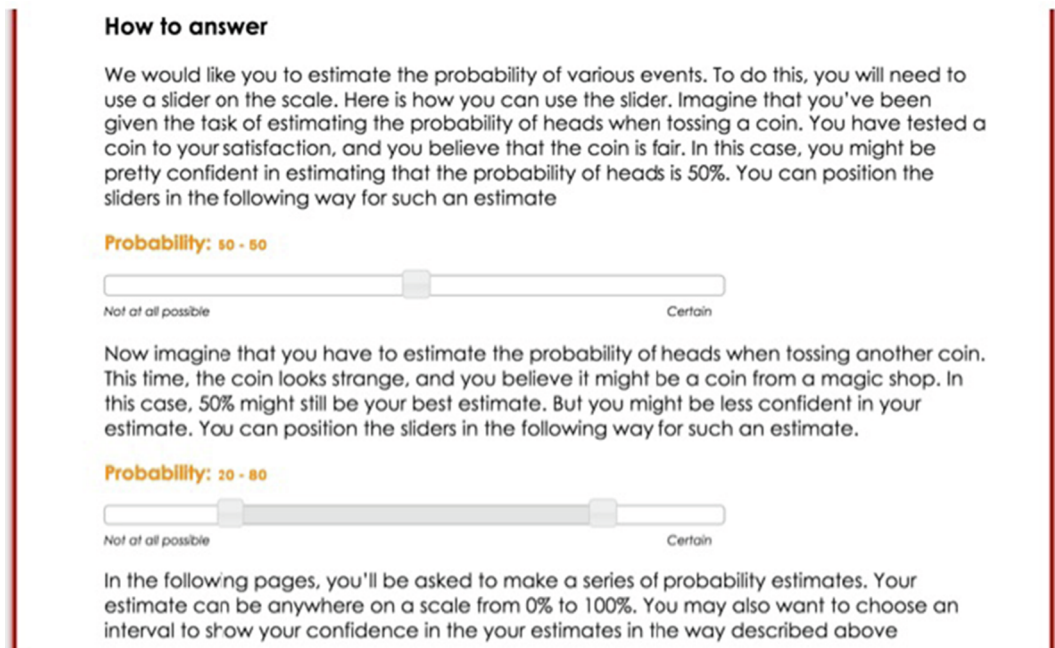 How to answer
We would like you to estimate the probability of various events. To do this, you will need to
use a slider on the scale. Here is how you can use the slider. Imagine that you've been
given the task of estimating the probability of heads when tossing a coin. You have tested a
coin to your satisfaction, and you believe that the coin is fair. In this case, you might be
pretty confident in estimating that the probability of heads is 50%. You can position the
sliders in the following way for such an estimate
Probability: 50 - 50
Not at all possible Certain
Now imagine that you have to estimate the probability of heads when tossing another coin.
This time, the coin looks strange, and you believe it might be a coin from a magic shop. In
this case, 50% might still be your best estimate. But you might be less confident in your
estimate. You can position the sliders in the following way for such an estimate.
Probability: 20 - 80
Not at all possible Certain
In the following pages, you'll be asked to make a series of probability estimates. Your
estimate can be anywhere on a scale from 0% to 100%. You may also want to choose an
interval to show your confidence in the your estimates in the way described above